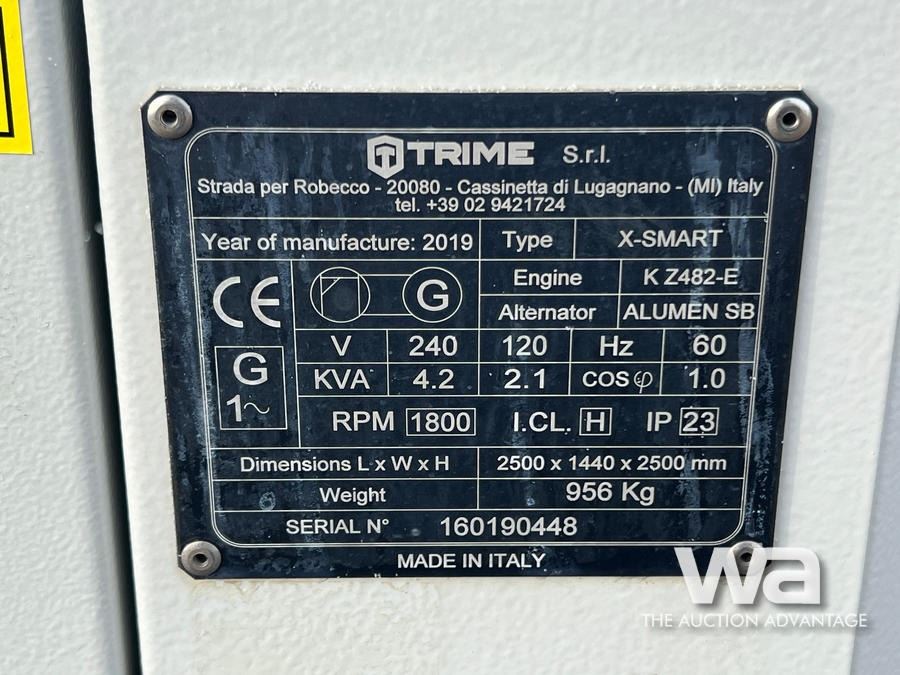 TRIME S.r.l.
Strada per Robecco - 20080 - Cassinetta di Lugagnano - (MI) Italy
tel. +39 02 9421724
Year of manufacture: 2019 Type X-SMART
G Engine K Z482-E
CE Alternator ALUMEN SB
V 240 120 Hz 60
G KVA 4.2 2.1 COS φ 1.0
1~ RPM 1800 I.CL. H IP 23
Dimensions L x W x H 2500 x 1440 x 2500 mm
Weight 956 Kg
SERIAL N° 160190448
MADE IN ITALY
wa
THE AUCTION ADVANTAGE